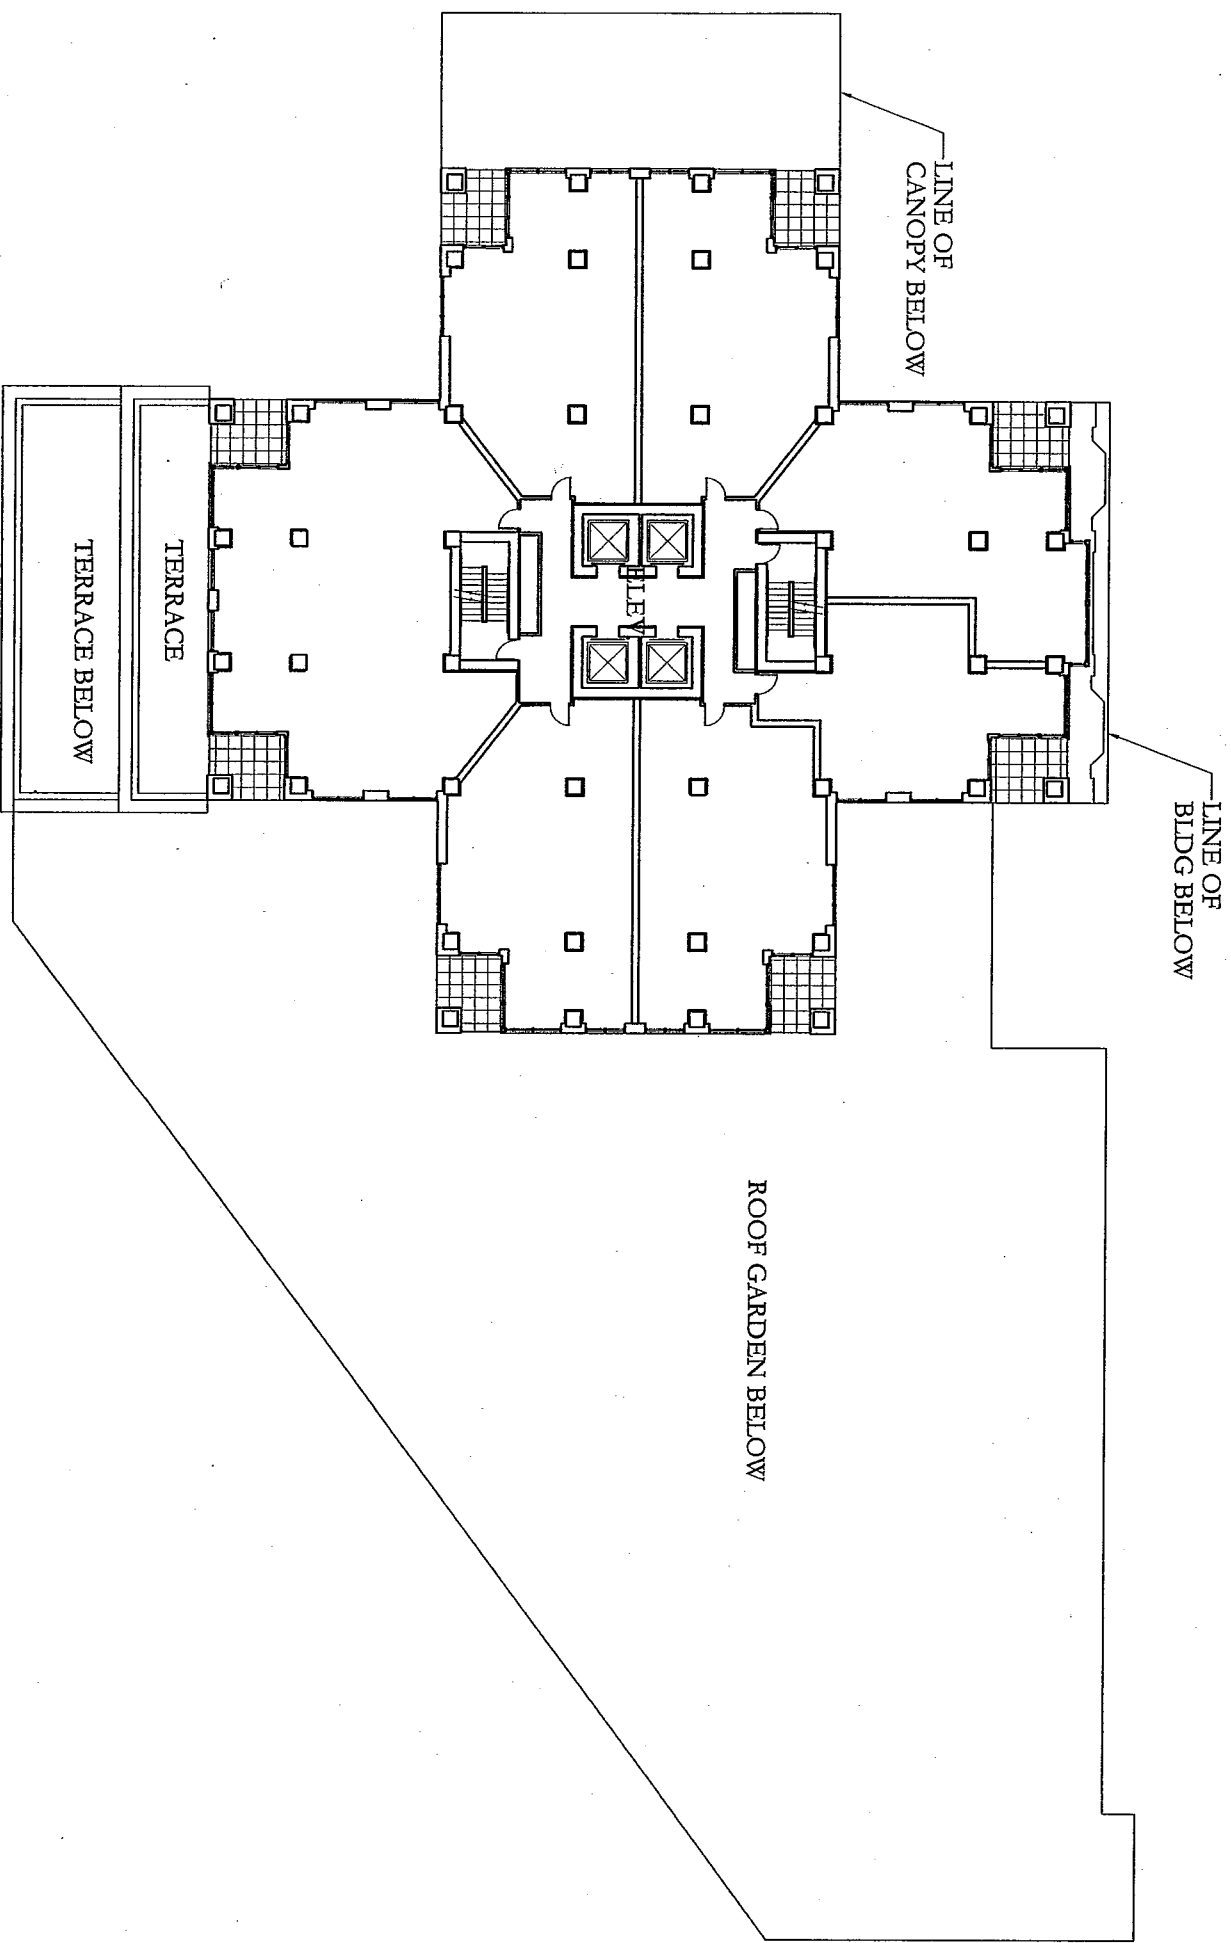 LINE OF
CANOPY BELOW
LINE OF
BLDG BELOW
ELEV
TERRACE
TERRACE BELOW
ROOF GARDEN BELOW